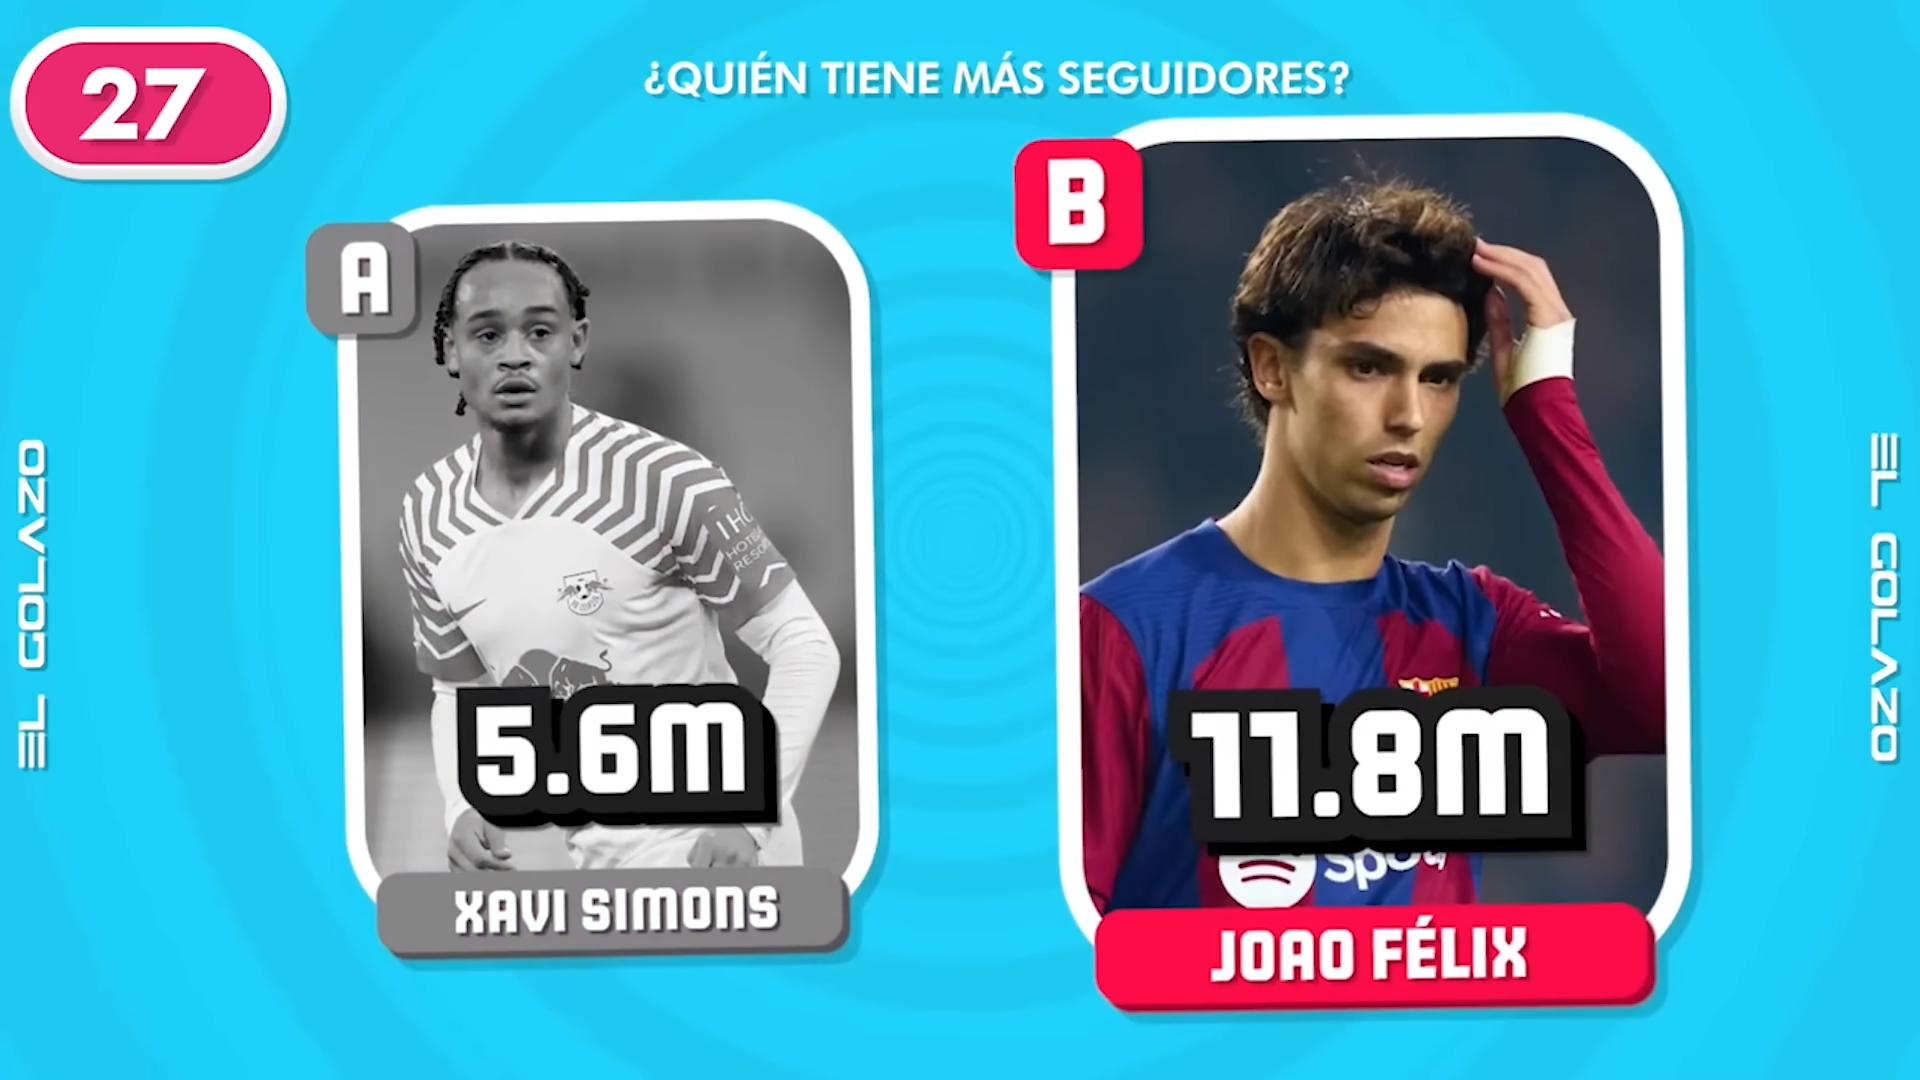 27
¿QUIÉN TIENE MÁS SEGUIDORES?
A
B
5.6M
11.8M
XAVI SIMONS
JOAO FÉLIX
EL GOLAZO
EL GOLAZO